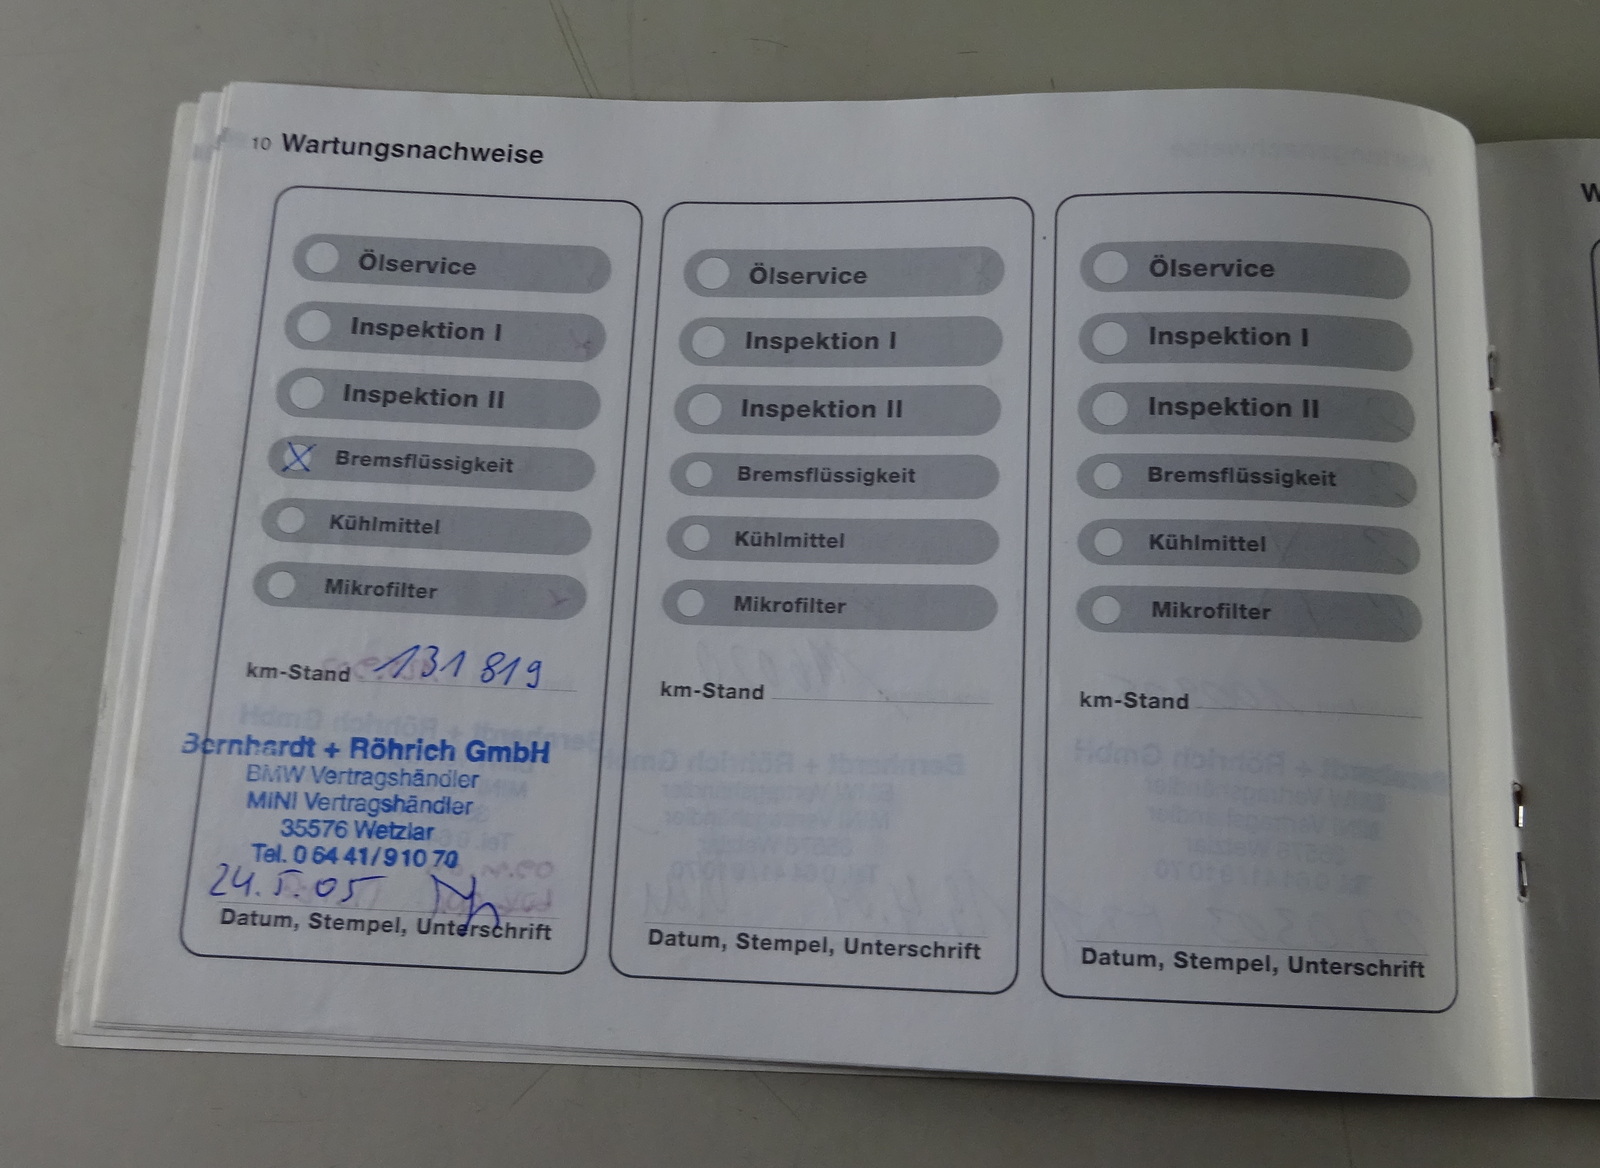 10 Wartungsnachweise
Ölservice
Inspektion I
Inspektion II
Bremsflüssigkeit
Kühlmittel
Mikrofilter
km-Stand 131 819
Bernhardt + Röhrich GmbH
BMW Vertragshändler
MINI Vertragshändler
35576 Wetzlar
Tel. 0 64 41/9 10 70
24.5.05
Datum, Stempel, Unterschrift
Ölservice
Inspektion I
Inspektion II
Bremsflüssigkeit
Kühlmittel
Mikrofilter
km-Stand
Datum, Stempel, Unterschrift
Ölservice
Inspektion I
Inspektion II
Bremsflüssigkeit
Kühlmittel
Mikrofilter
km-Stand
Datum, Stempel, Unterschrift